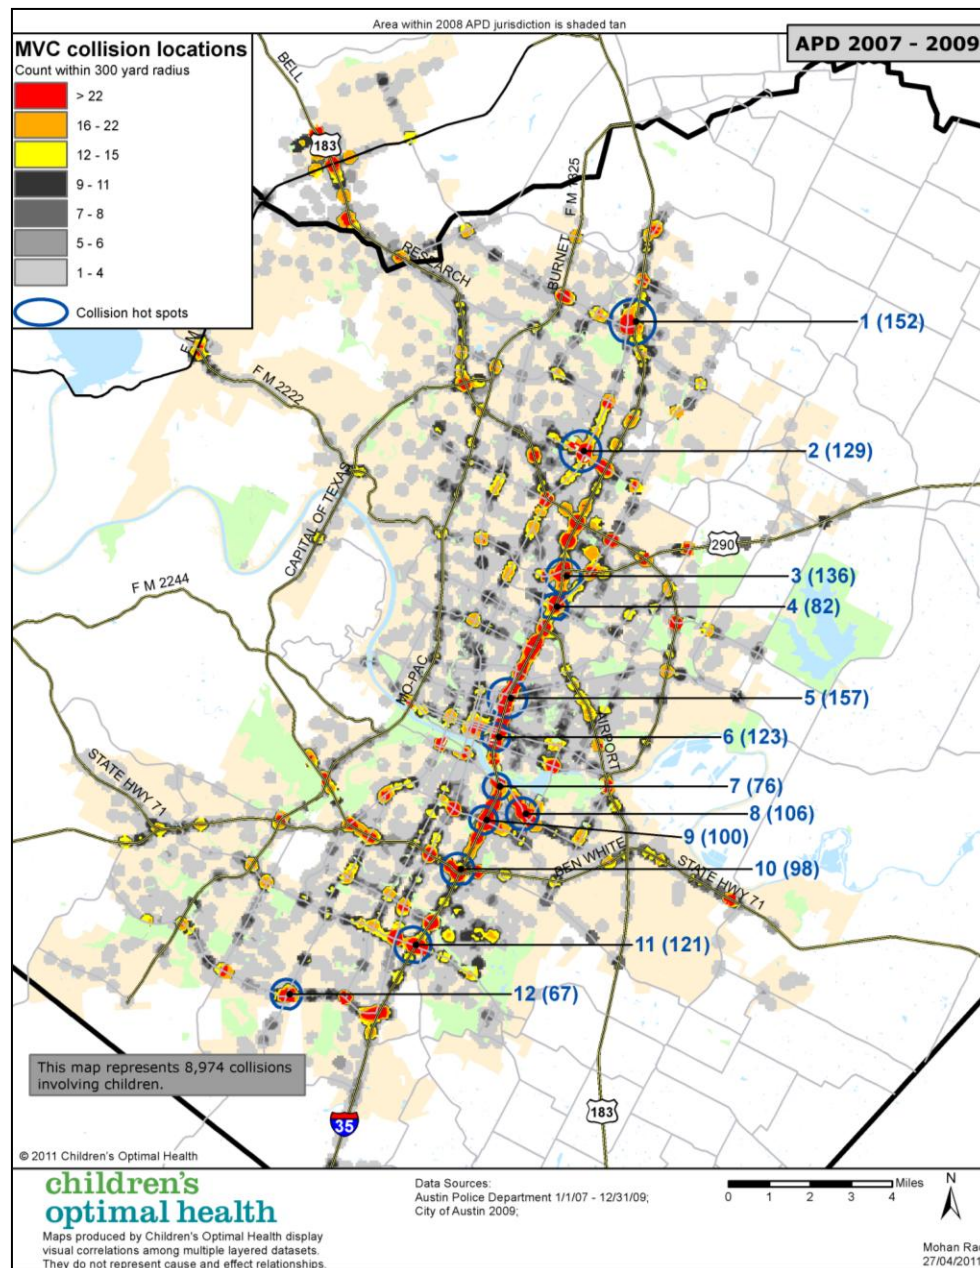 Area within 2008 APD jurisdiction is shaded tan
APD 2007 - 2009
MVC collision locations
Count within 300 yard radius
> 22
16 - 22
12 - 15
9 - 11
7 - 8
5 - 6
1 - 4
Collision hot spots
BELL
183
F M 1325
BURNET
RESEARCH
F M
F M 2222
CAPITAL OF TEXAS
F M 2244
MO-PAC
290
AIRPORT
STATE HWY 71
BEN WHITE
STATE HWY 71
183
35
1 (152)
2 (129)
3 (136)
4 (82)
5 (157)
6 (123)
7 (76)
8 (106)
9 (100)
10 (98)
11 (121)
12 (67)
This map represents 8,974 collisions
involving children.
© 2011 Children's Optimal Health
children's
optimal health
Maps produced by Children's Optimal Health display
visual correlations among multiple layered datasets.
They do not represent cause and effect relationships.
Data Sources:
Austin Police Department 1/1/07 - 12/31/09;
City of Austin 2009;
Miles
0 1 2 3 4
N
Mohan Rao
27/04/2011